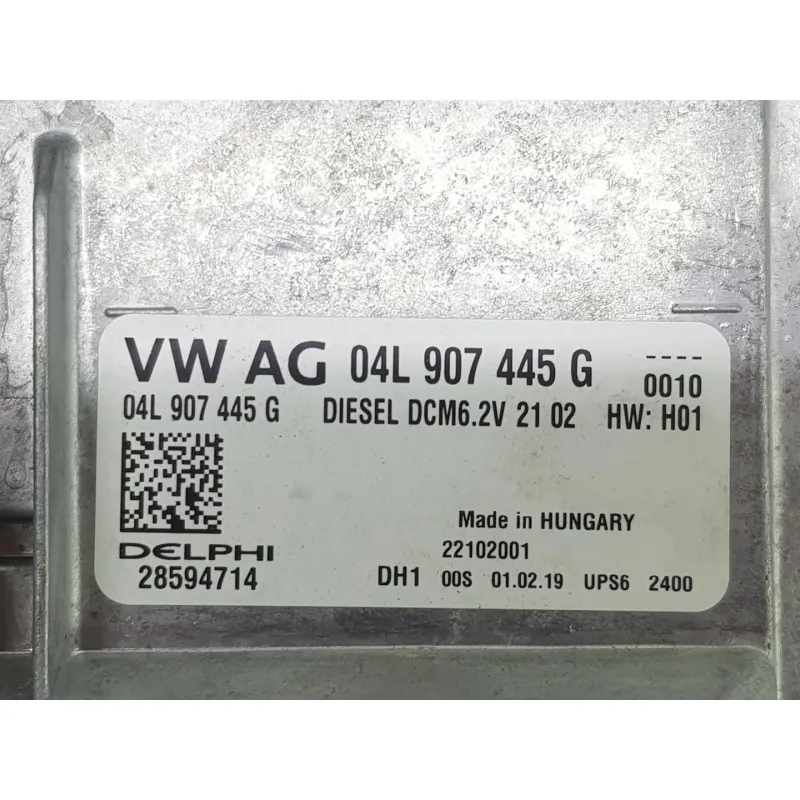 VW AG 04L 907 445 G ----
0010
04L 907 445 G DIESEL DCM6.2V 21 02 HW: H01
Made in HUNGARY
DELPHI 22102001
28594714 DH1 00S 01.02.19 UPS6 2400